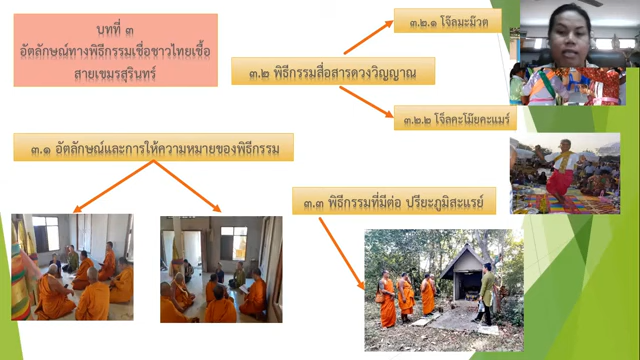 บทที่ ๓
อัตลักษณ์ทางพิธีกรรมเชื่อชาวไทยเชื้อ
สายเขมรสุรินทร์
๓.๒.๑ โจ๊ลมะม๊วต
๓.๒ พิธีกรรมสื่อสารดวงวิญญาณ
๓.๒.๒ โจ็ลคะโม๊ยคะแมร์
๓.๑ อัตลักษณ์และการให้ความหมายของพิธีกรรม
๓.๓ พิธีกรรมที่มีต่อ ปรียะภูมิสะแรย์